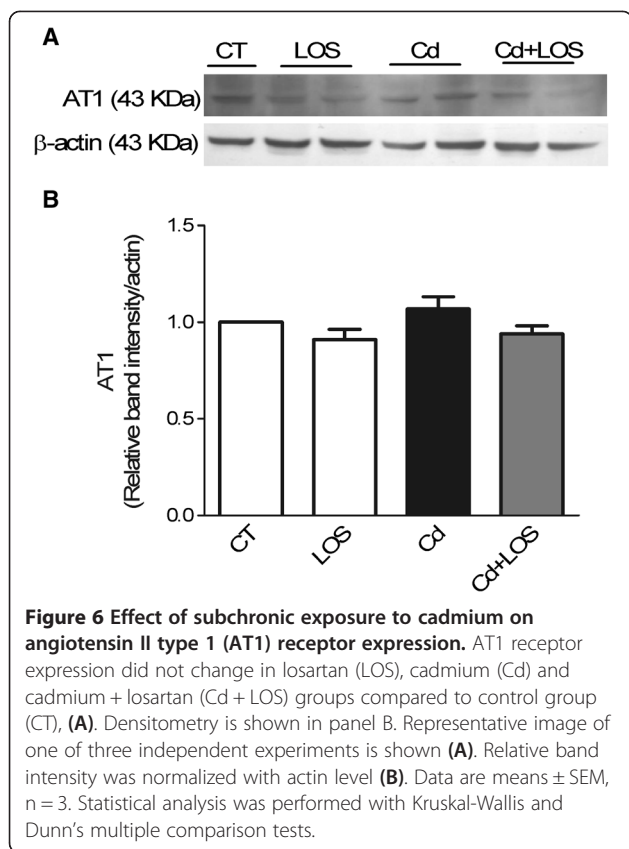 A
CT LOS Cd Cd+LOS
AT1 (43 KDa)
β-actin (43 KDa)
B
AT1
(Relative band intensity/actin)
1.5
1.0
0.5
0.0
CT LOS Cd Cd+LOS
Figure 6 Effect of subchronic exposure to cadmium on
angiotensin II type 1 (AT1) receptor expression. AT1 receptor
expression did not change in losartan (LOS), cadmium (Cd) and
cadmium + losartan (Cd + LOS) groups compared to control group
(CT), (A). Densitometry is shown in panel B. Representative image of
one of three independent experiments is shown (A). Relative band
intensity was normalized with actin level (B). Data are means ± SEM,
n = 3. Statistical analysis was performed with Kruskal-Wallis and
Dunn's multiple comparison tests.